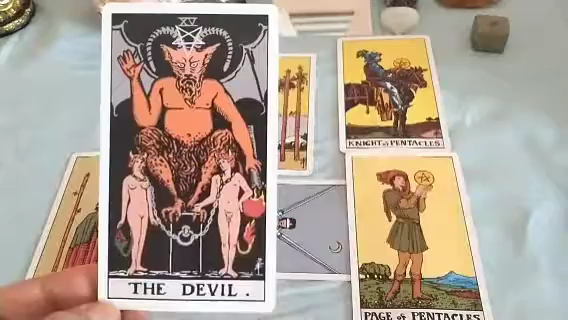 XV
THE DEVIL.
KNIGHT of PENTACLES.
PAGE of PENTACLES